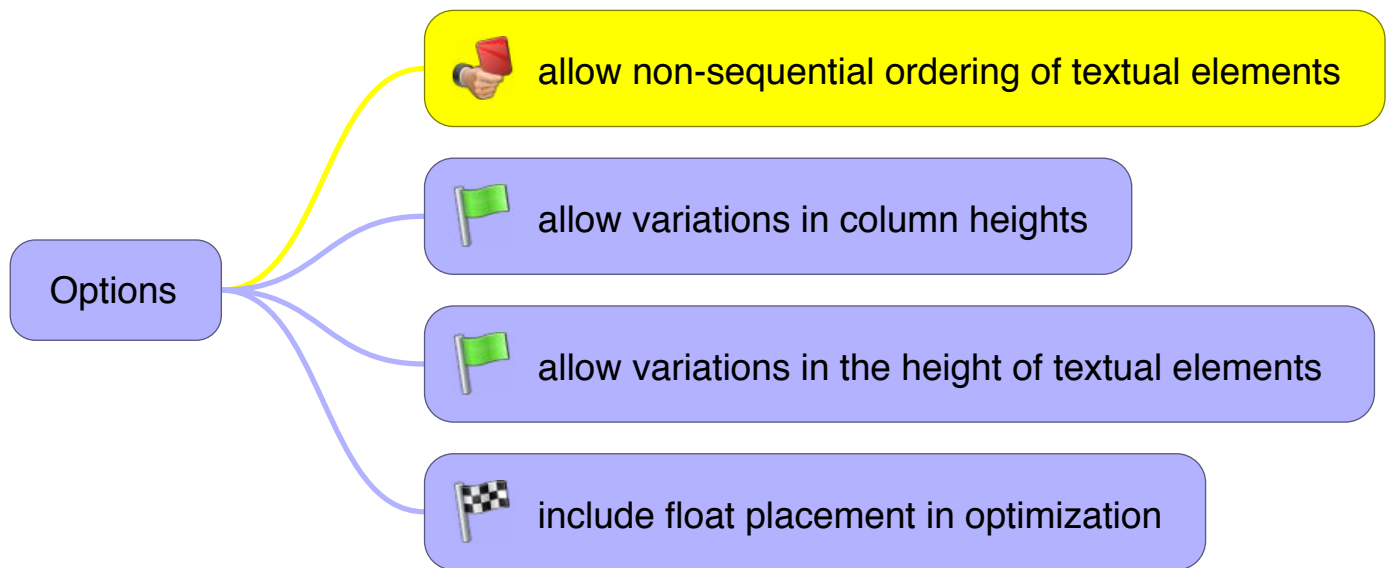 allow non-sequential ordering of textual elements
allow variations in column heights
Options
allow variations in the height of textual elements
include float placement in optimization